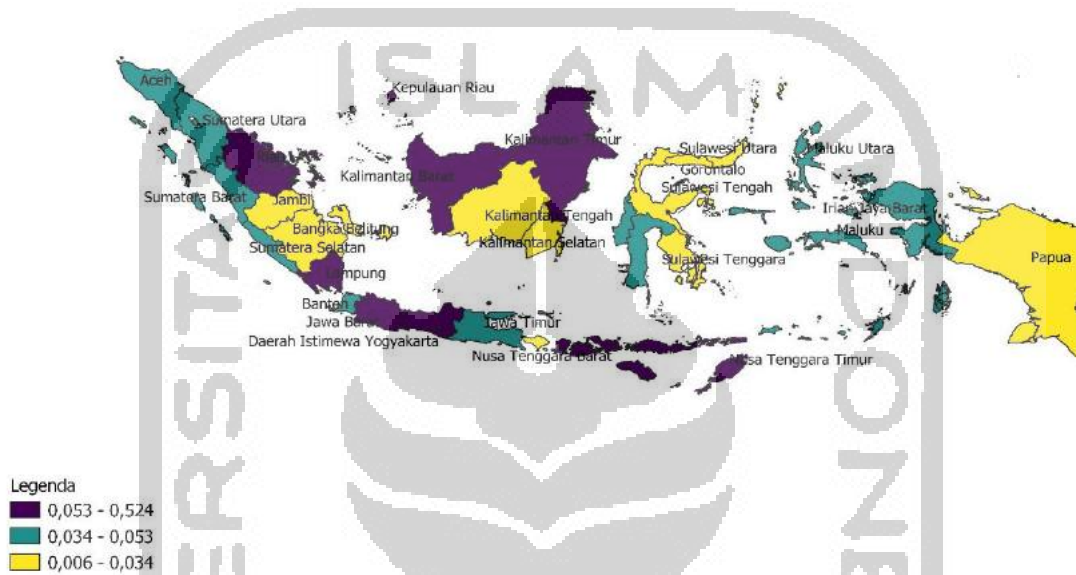 ISLAM
Aceh
Kepulauan Riau
Sumatera Utara
Riau
Kalimantan Timur
Sulawesi Utara
Maluku Utara
Gorontalo
Kalimantan Barat
Sulawesi Tengah
Sumatera Barat
Jambi
Irian Jaya Barat
Kalimantan Tengah
Bangka Belitung
Maluku
Kalimantan Selatan
Sumatera Selatan
Papua
Sulawesi Tenggara
Lampung
Banten
Jawa Barat
Jawa Timur
Daerah Istimewa Yogyakarta
Nusa Tenggara Barat
Nusa Tenggara Timur
Legenda
0,053 - 0,524
0,034 - 0,053
0,006 - 0,034